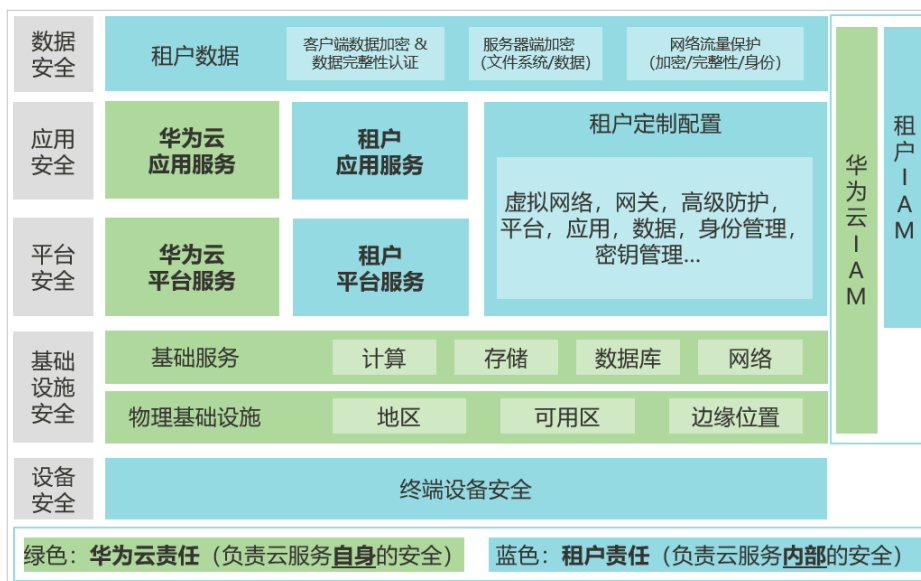 数据
安全
租户数据
客户端数据加密 &
数据完整性认证
服务器端加密
(文件系统/数据)
网络流量保护
(加密/完整性/身份)
应用
安全
华为云
应用服务
租户
应用服务
租户定制配置
虚拟网络，网关，高级防护，
平台，应用，数据，身份管理，
密钥管理...
平台
安全
华为云
平台服务
租户
平台服务
华为云IAM
租户IAM
基础
设施
安全
基础服务
计算
存储
数据库
网络
物理基础设施
地区
可用区
边缘位置
设备
安全
终端设备安全
绿色：华为云责任（负责云服务自身的安全）
蓝色：租户责任（负责云服务内部的安全）